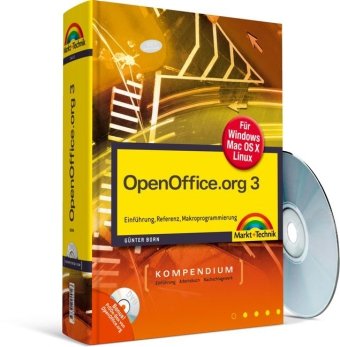 Für
Windows
Mac OS X
Linux
OpenOffice.org 3
Einführung, Referenz, Makroprogrammierung
GÜNTER BORN
Markt+Technik
[KOMPENDIUM]
Einführung Arbeitsbuch Nachschlagewerk
Markt+Technik
OpenOffice.org 3